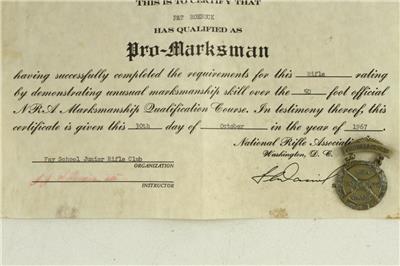 THIS IS TO CERTIFY THAT
HAS QUALIFIED AS
Pro-Marksman
having successfully completed the requirements for this Rifle rating
by demonstrating unusual marksmanship skill over the 50 foot official
NRA Marksmanship Qualification Course. In testimony thereof, this
certificate is given this 30th day of October in the year of 1967.
National Rifle Association
Washington, D. C.
Fay School Junior Rifle Club
ORGANIZATION
INSTRUCTOR